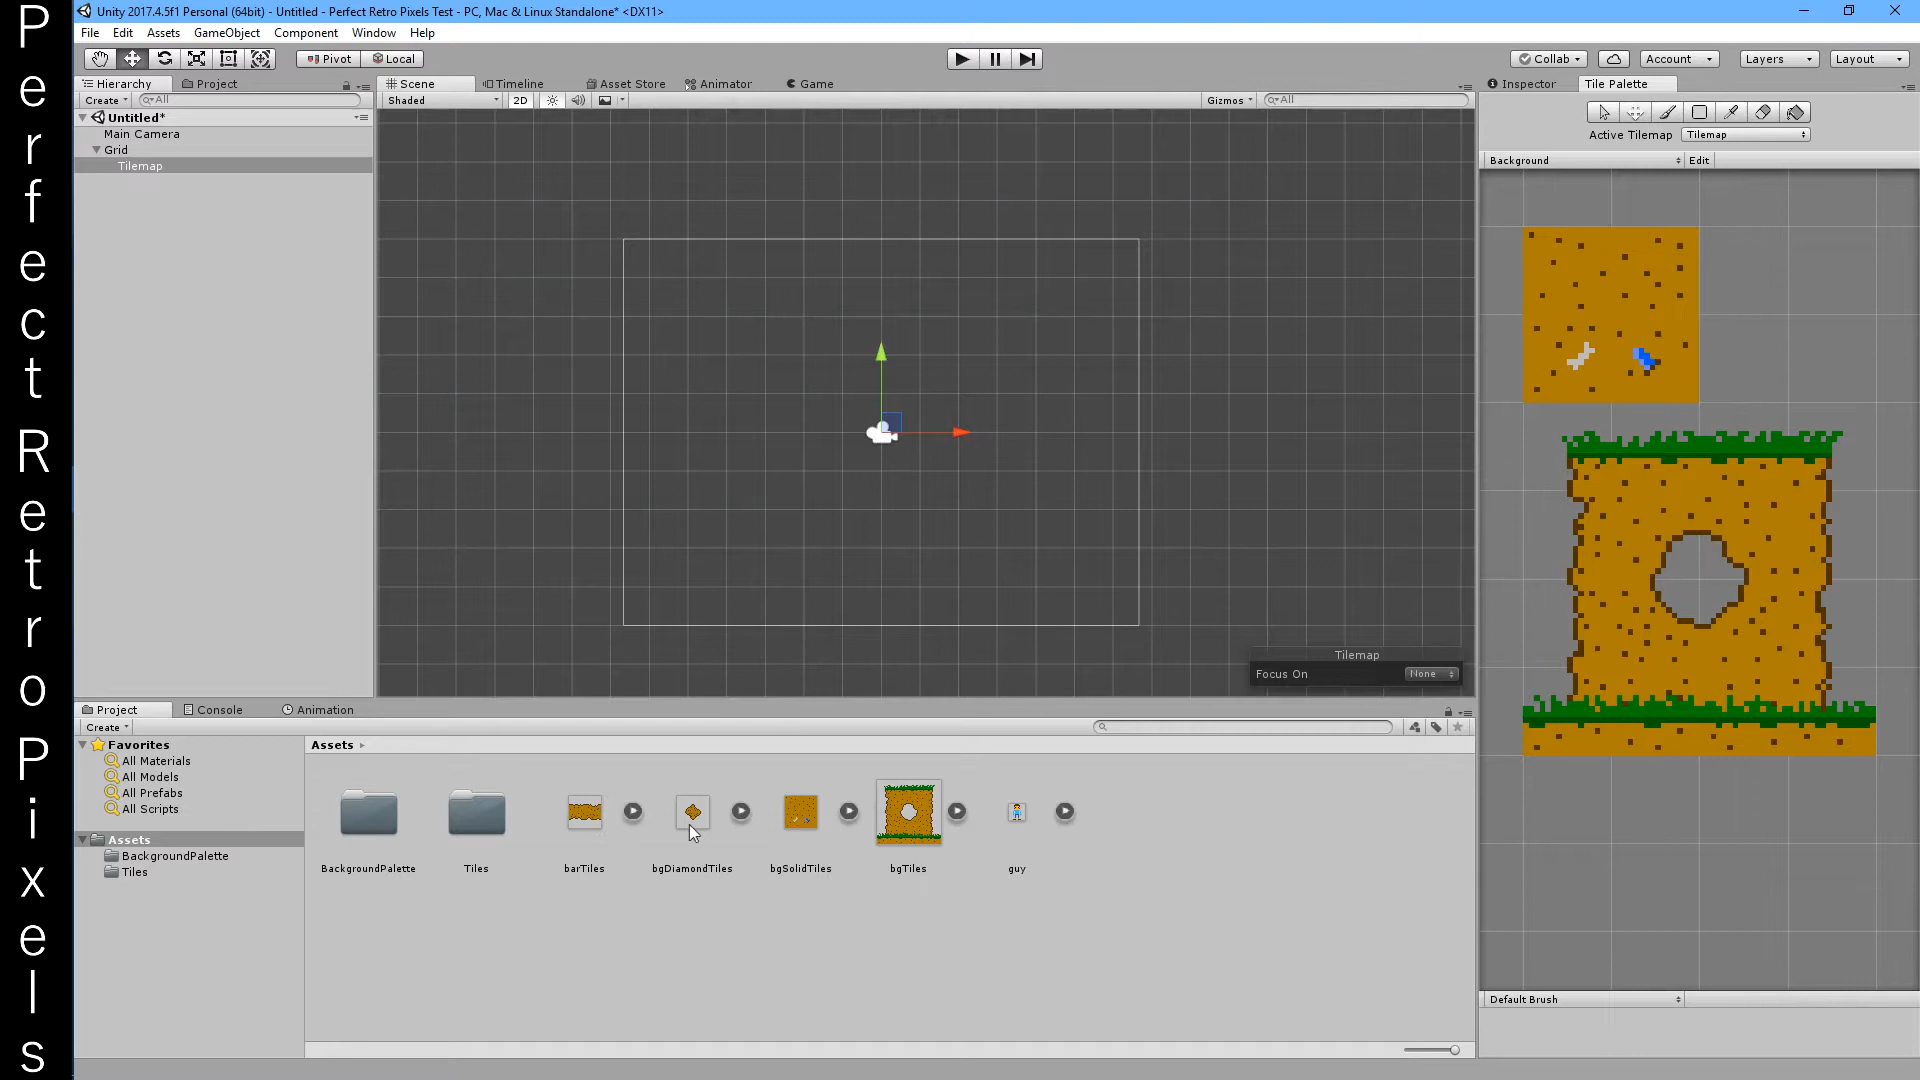 Perfect Retro Pixels
Unity 2017.4.5f1 Personal (64bit) - Untitled - Perfect Retro Pixels Test - PC, Mac & Linux Standalone* <DX11>
File Edit Assets GameObject Component Window Help
Pivot Local Collab Account Layers Layout
Hierarchy Project Scene Timeline Asset Store Animator Game Inspector Tile Palette
Create All Shaded 2D Gizmos All
Untitled*
Main Camera
Grid
Tilemap
Active Tilemap Tilemap
Background Edit
Tilemap
Focus On None
Project Console Animation
Create
Favorites
All Materials
All Models
All Prefabs
All Scripts
Assets
BackgroundPalette
Tiles
Assets
BackgroundPalette Tiles barTiles bgDiamondTiles bgSolidTiles bgTiles guy
Default Brush